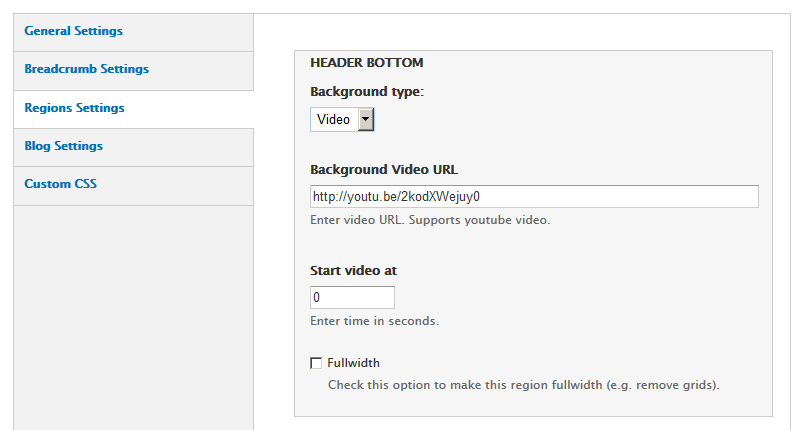 General Settings
Breadcrumb Settings
Regions Settings
Blog Settings
Custom CSS
HEADER BOTTOM
Background type:
Video
Background Video URL
http://youtu.be/2kodXWejuy0
Enter video URL. Supports youtube video.
Start video at
0
Enter time in seconds.
Fullwidth
Check this option to make this region fullwidth (e.g. remove grids).